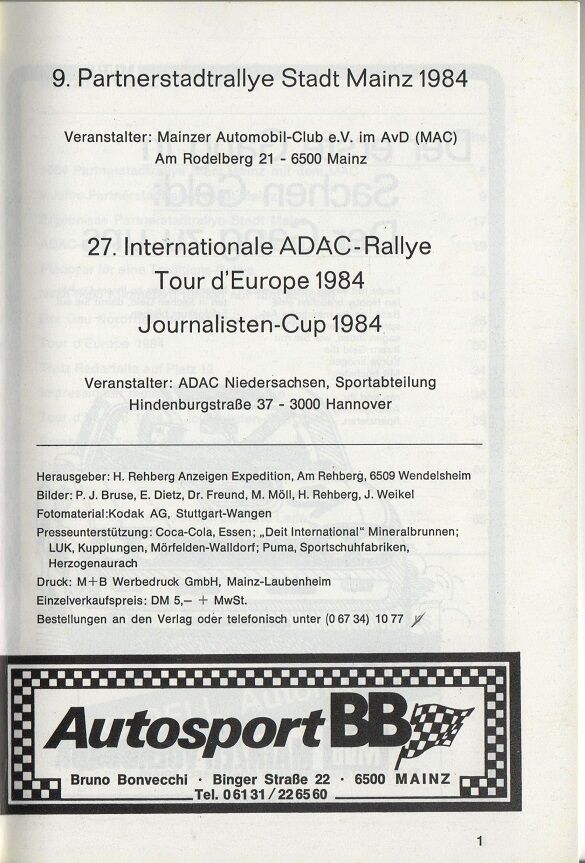 9. Partnerstadtrallye Stadt Mainz 1984
Veranstalter: Mainzer Automobil-Club e.V. im AvD (MAC)
Am Rodelberg 21 - 6500 Mainz
27. Internationale ADAC-Rallye
Tour d'Europe 1984
Journalisten-Cup 1984
Veranstalter: ADAC Niedersachsen, Sportabteilung
Hindenburgstraße 37 - 3000 Hannover
Herausgeber: H. Rehberg Anzeigen Expedition, Am Rehberg, 6509 Wendelsheim
Bilder: P. J. Bruse, E. Dietz, Dr. Freund, M. Möll, H. Rehberg, J. Weikel
Fotomaterial:Kodak AG, Stuttgart-Wangen
Presseunterstützung: Coca-Cola, Essen; „Deit International" Mineralbrunnen;
LUK, Kupplungen, Mörfelden-Walldorf; Puma, Sportschuhfabriken,
Herzogenaurach
Druck: M+B Werbedruck GmbH, Mainz-Laubenheim
Einzelverkaufspreis: DM 5,— + MwSt.
Bestellungen an den Verlag oder telefonisch unter (0 67 34) 10 77
Autosport BB
Bruno Bonvecchi · Binger Straße 22 · 6500 MAINZ
Tel. 0 61 31 / 22 65 60
1